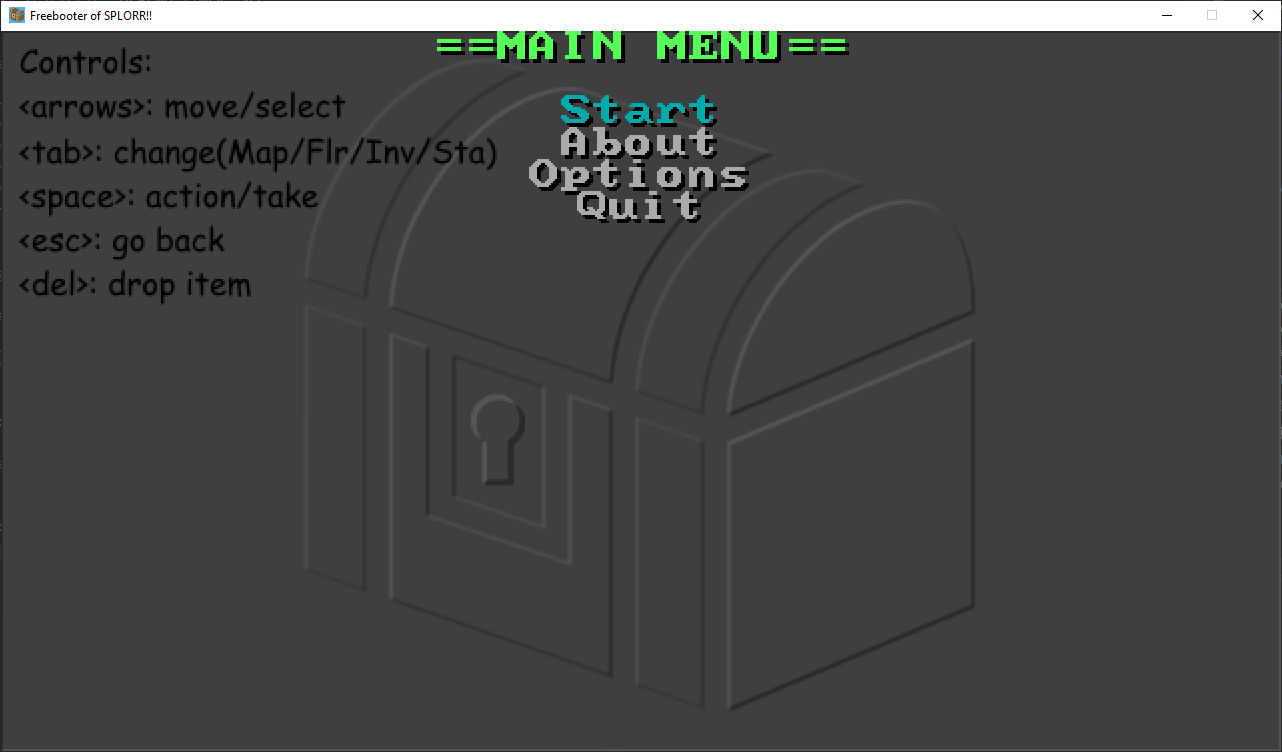 Freebooter of SPLORR!!
==MAIN MENU==
Controls:
<arrows>: move/select
<tab>: change(Map/Flr/Inv/Sta)
<space>: action/take
<esc>: go back
<del>: drop item
Start
About
Options
Quit